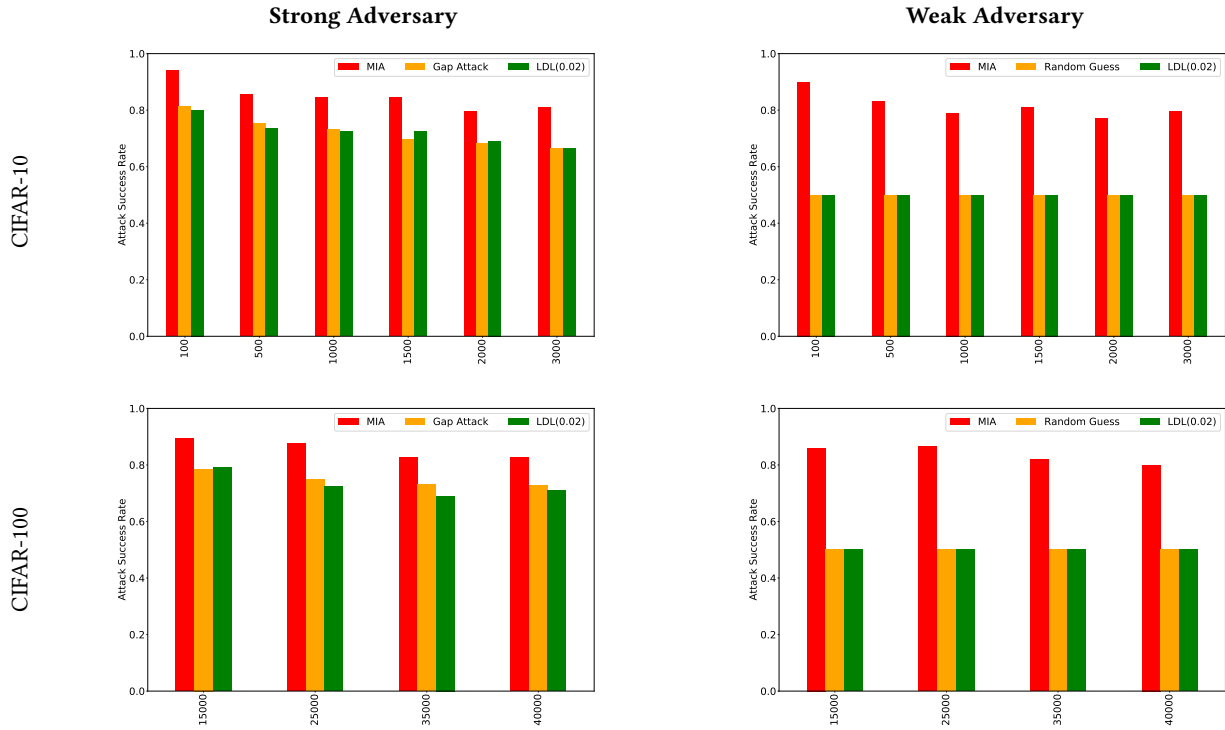 Strong Adversary
Weak Adversary
CIFAR-10
Attack Success Rate
1.0
0.8
0.6
0.4
0.2
0.0
MIA Gap Attack LDL(0.02)
100 500 1000 1500 2000 3000
Attack Success Rate
1.0
0.8
0.6
0.4
0.2
0.0
MIA Random Guess LDL(0.02)
100 500 1000 1500 2000 3000
CIFAR-100
Attack Success Rate
1.0
0.8
0.6
0.4
0.2
0.0
MIA Gap Attack LDL(0.02)
15000 25000 35000 40000
Attack Success Rate
1.0
0.8
0.6
0.4
0.2
0.0
MIA Random Guess LDL(0.02)
15000 25000 35000 40000